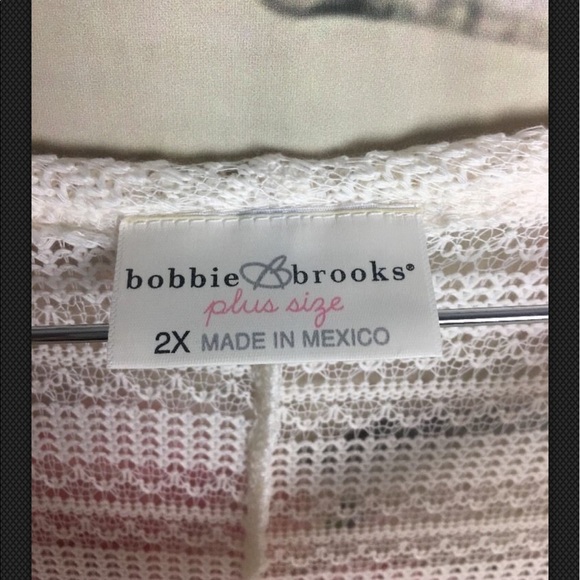 bobbie B brooks®
plus size
2X MADE IN MEXICO